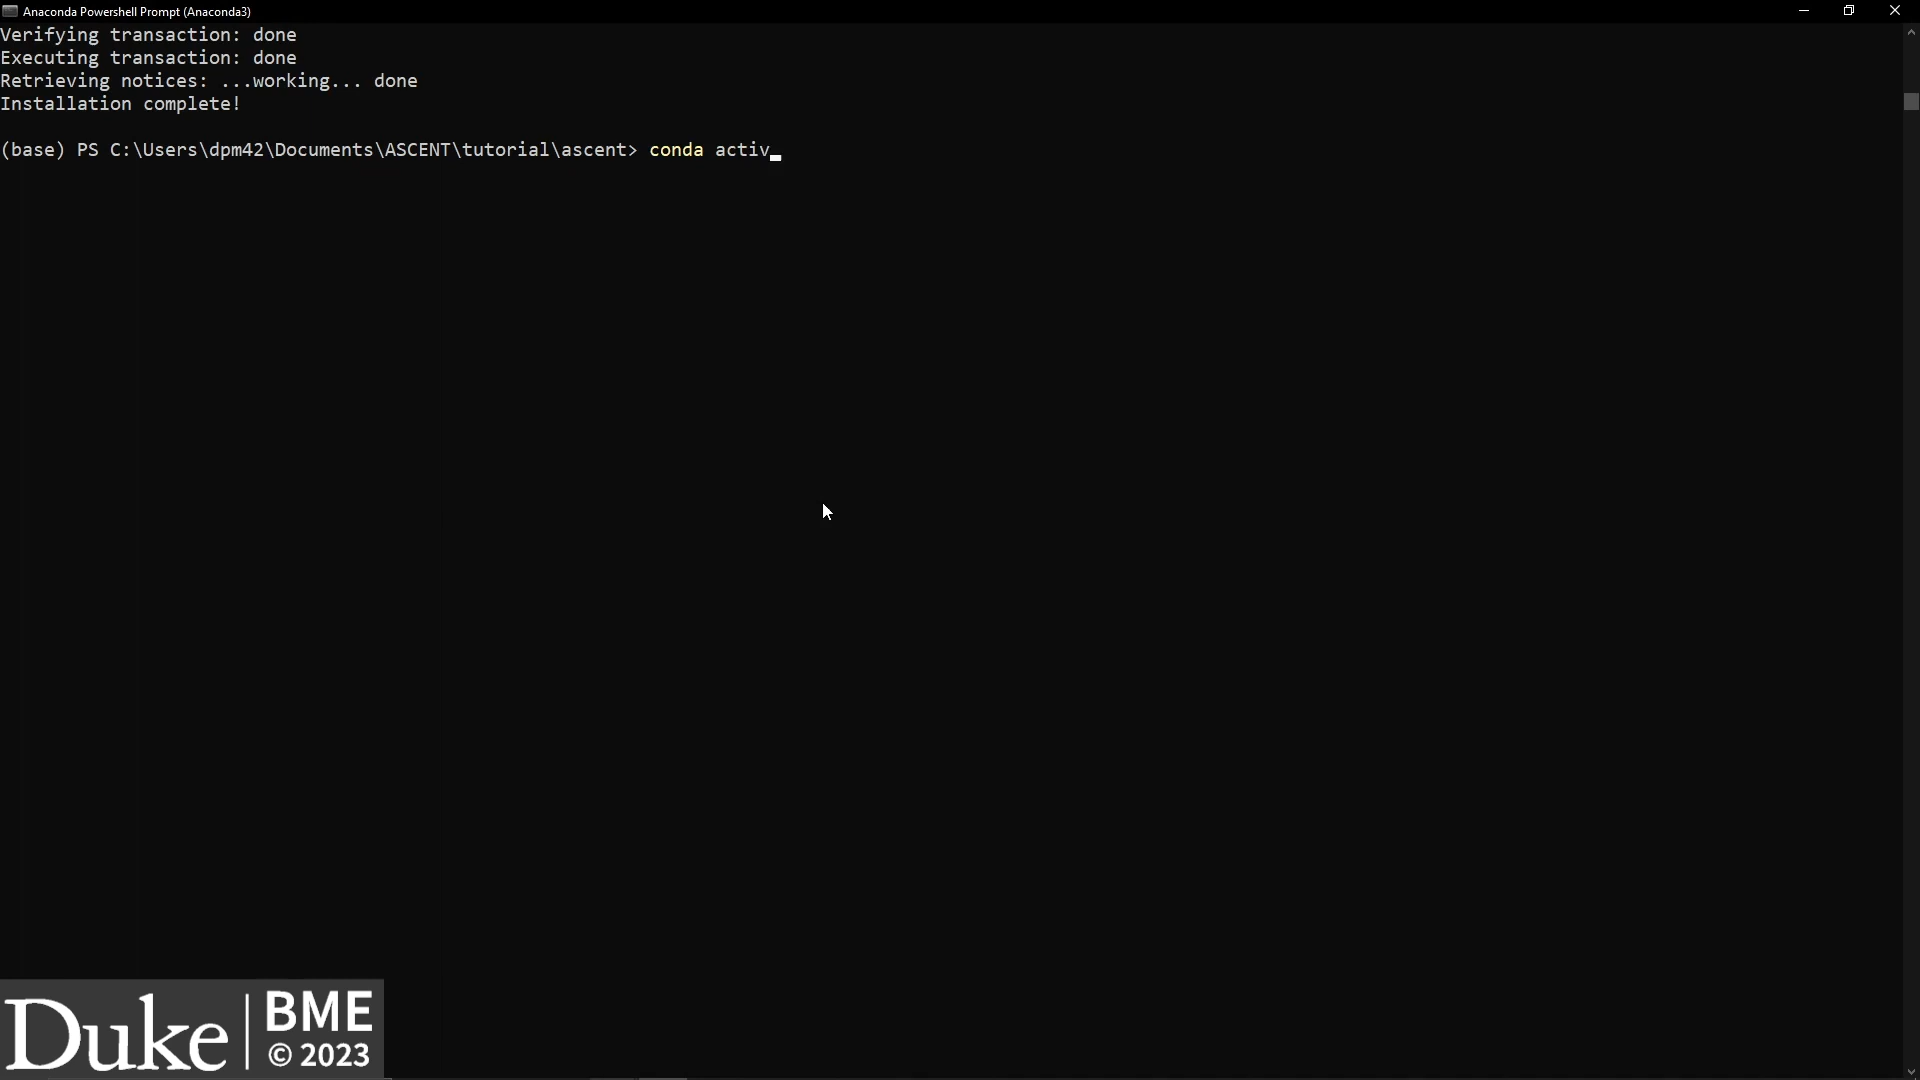 Anaconda Powershell Prompt (Anaconda3)
Verifying transaction: done
Executing transaction: done
Retrieving notices: ...working... done
Installation complete!
(base) PS C:\Users\dpm42\Documents\ASCENT\tutorial\ascent> conda activ_
Duke
BME
© 2023